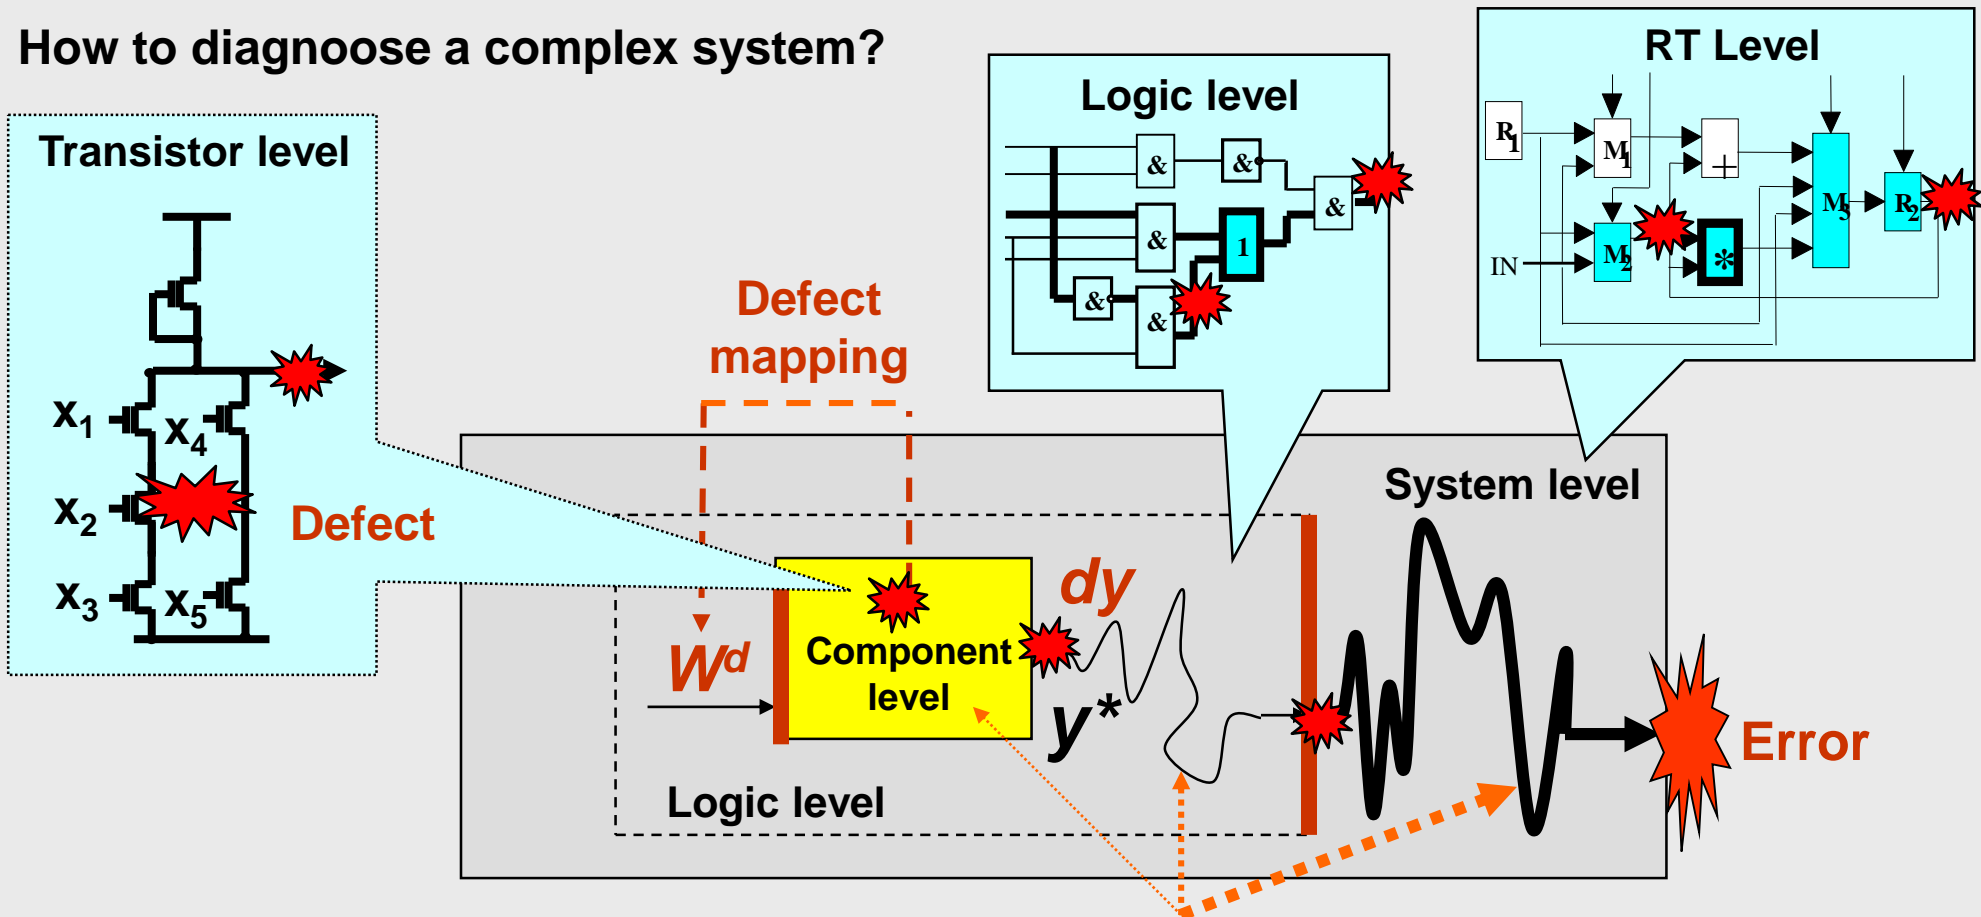 How to diagnoose a complex system?
Transistor level
x1
x4
x2
Defect
x3
x5
Defect
mapping
Logic level
&
&
&
&
1
&
&
RT Level
R1
M1
+
M3
R2
IN
M2
*
System level
dy
Wd
Component
level
y*
Logic level
Error